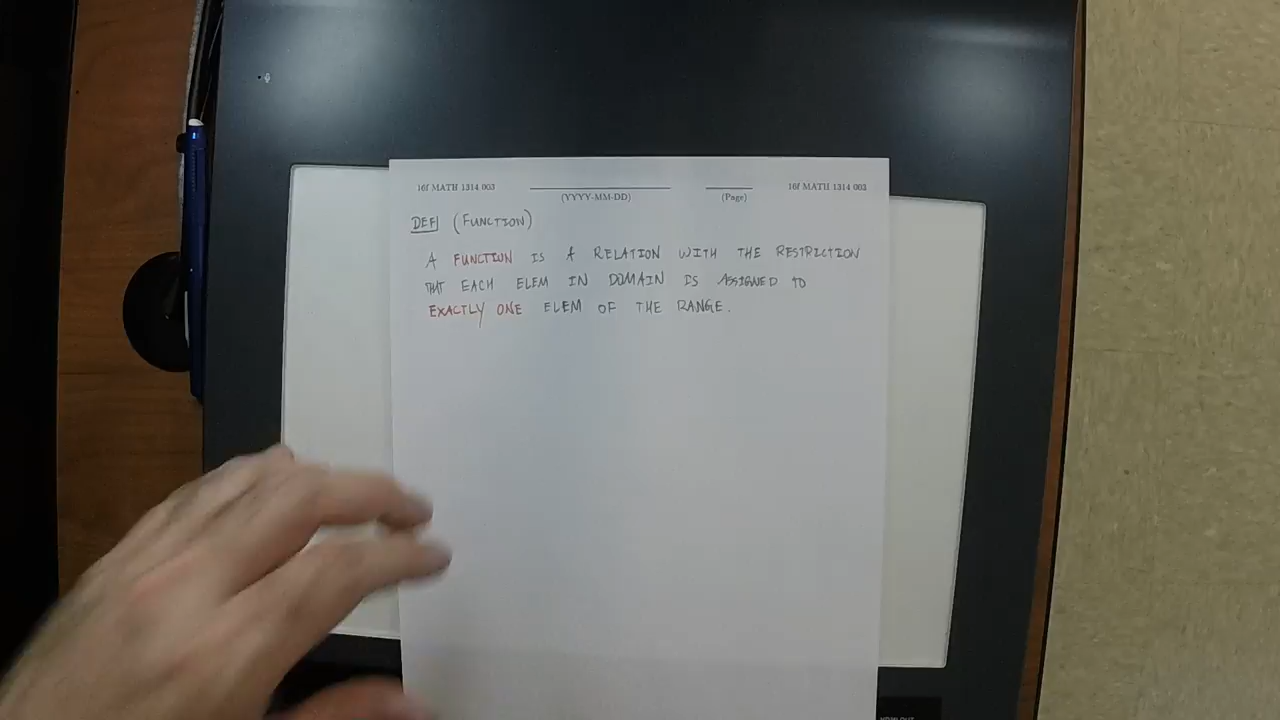 16f MATH 1314 003 (YYYY-MM-DD) (Page) 16f MATH 1314 003
DEF (FUNCTION)
A FUNCTION IS A RELATION WITH THE RESTRICTION
THAT EACH ELEM IN DOMAIN IS ASSIGNED TO
EXACTLY ONE ELEM OF THE RANGE.